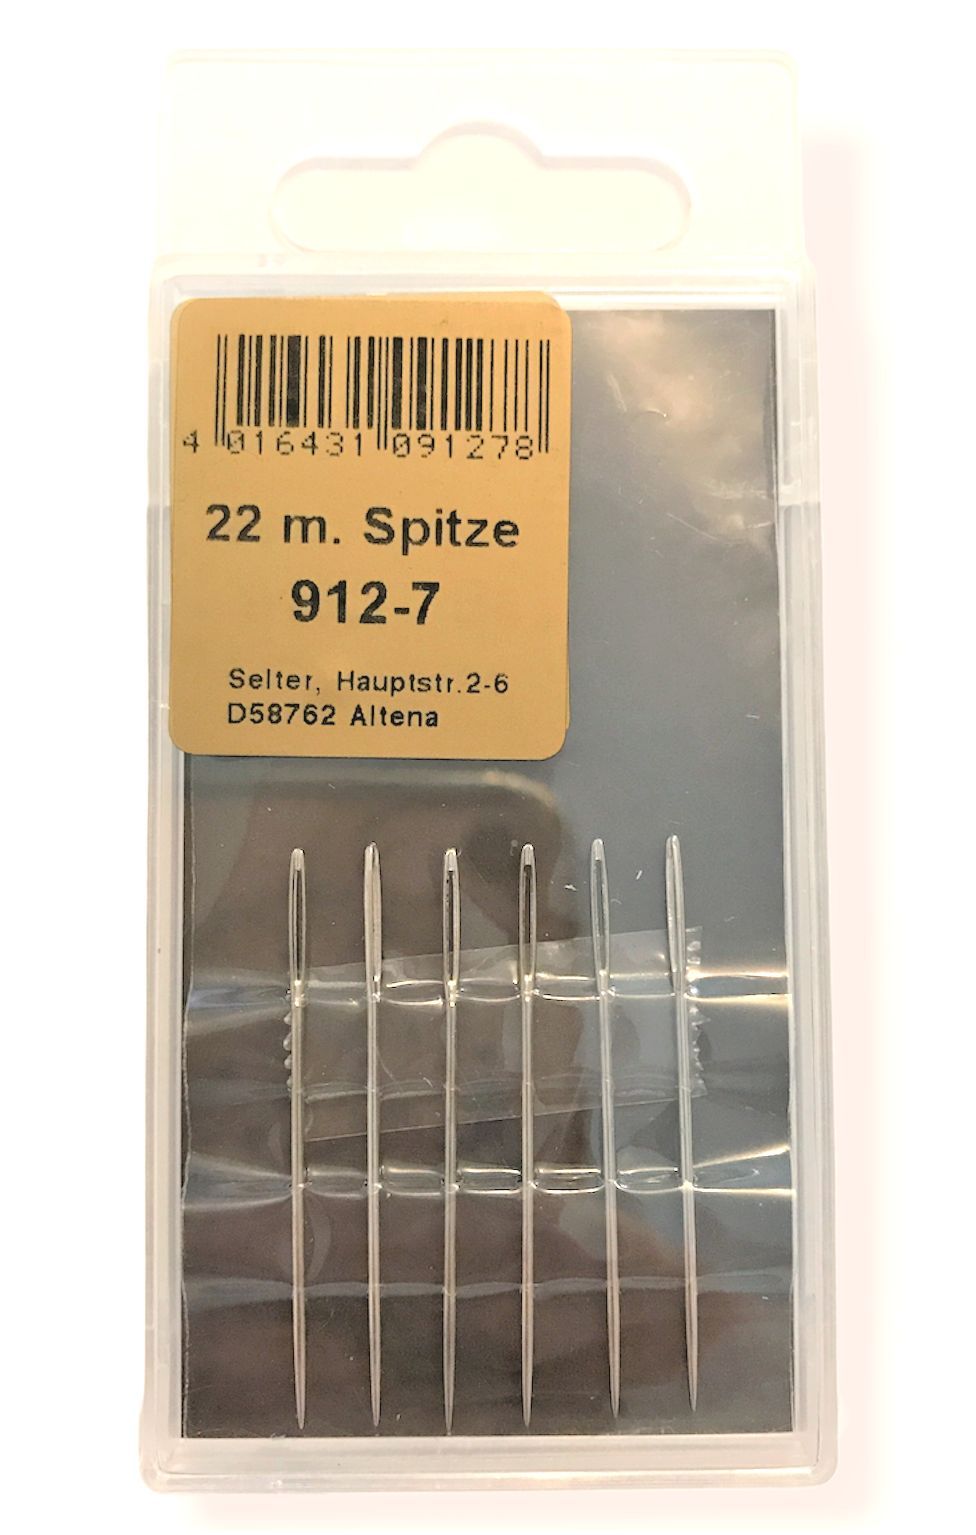 4 016431 091278
22 m. Spitze
912-7
Selter, Hauptstr.2-6
D58762 Altena